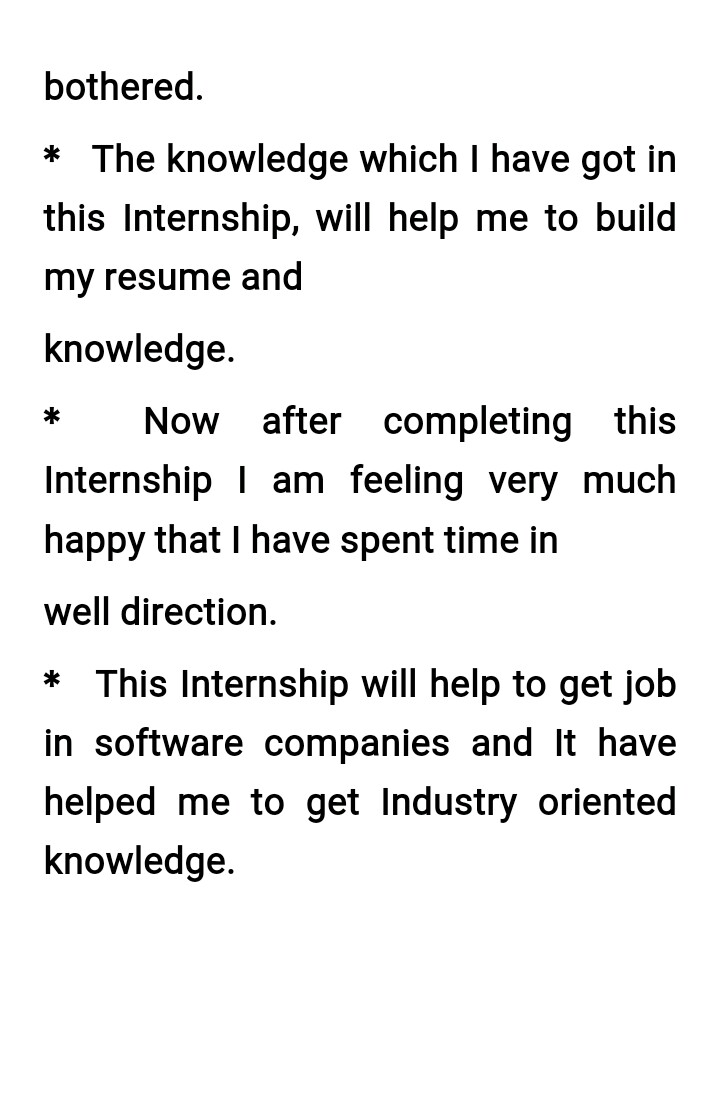 bothered.
* The knowledge which I have got in
this Internship, will help me to build
my resume and
knowledge.
* Now after completing this
Internship I am feeling very much
happy that I have spent time in
well direction.
* This Internship will help to get job
in software companies and It have
helped me to get Industry oriented
knowledge.